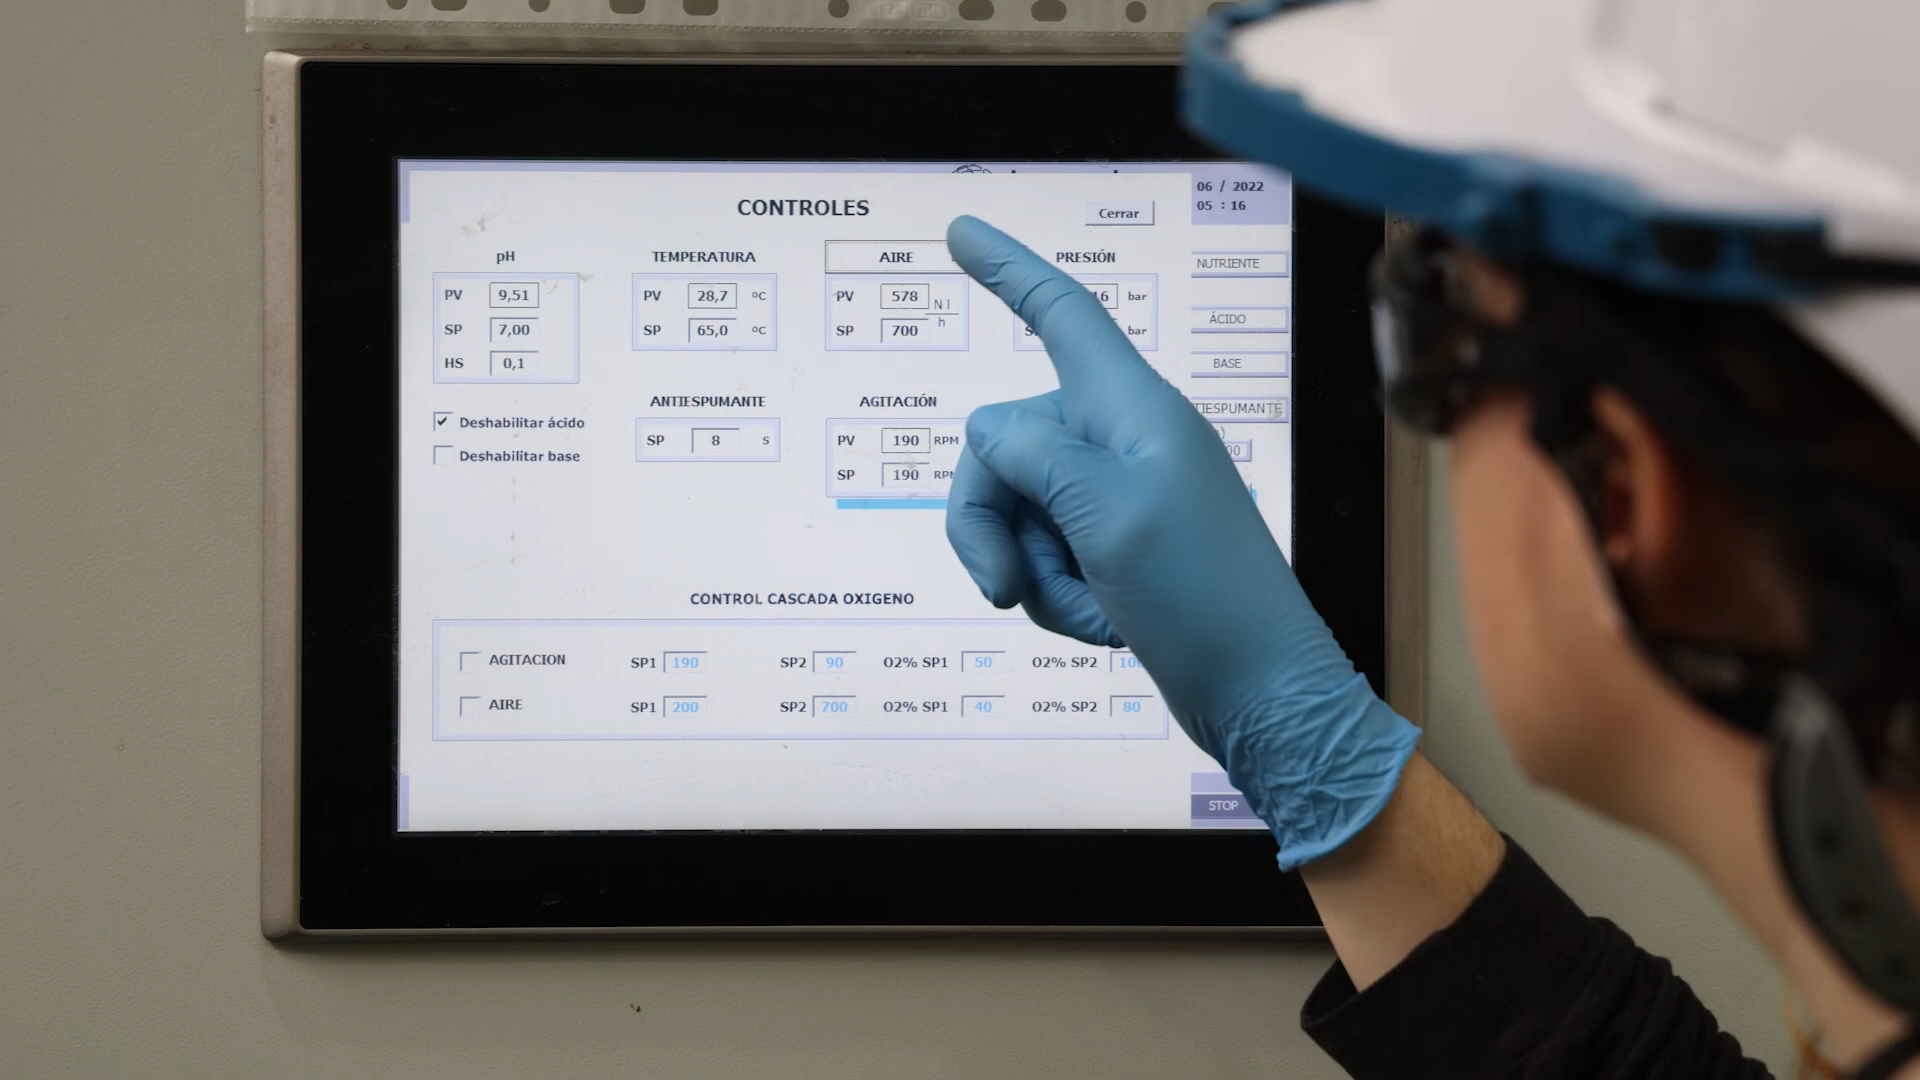 CONTROLES
Cerrar
06 / 2022
05 : 16
pH
PV 9,51
SP 7,00
HS 0,1
TEMPERATURA
PV 28,7 ºC
SP 65,0 ºC
AIRE
PV 578 Nl
SP 700 h
PRESIÓN
bar
bar
NUTRIENTE
ÁCIDO
BASE
Deshabilitar ácido
Deshabilitar base
ANTIESPUMANTE
SP 8 s
AGITACIÓN
PV 190 RPM
SP 190 RPM
CONTROL CASCADA OXIGENO
AGITACION SP1 190 SP2 90 O2% SP1 50 O2% SP2
AIRE SP1 200 SP2 700 O2% SP1 40 O2% SP2 80
STOP